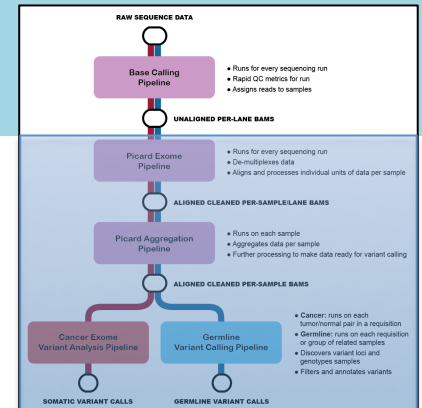 RAW SEQUENCE DATA
Base Calling
Pipeline
• Runs for every sequencing run
• Rapid QC metrics for run
• Assigns reads to samples
UNALIGNED PER-LANE BAMS
Picard Exome
Pipeline
• Runs for every sequencing run
• De-multiplexes data
• Aligns and processes individual units of data per sample
ALIGNED CLEANED PER-SAMPLE/LANE BAMS
Picard Aggregation
Pipeline
• Runs on each sample
• Aggregates data per sample
• Further processing to make data ready for variant calling
ALIGNED CLEANED PER-SAMPLE BAMS
Cancer Exome
Variant Analysis Pipeline
Germline
Variant Calling Pipeline
• Cancer: runs on each
tumor/normal pair in a requisition
• Germline: runs on each requisition
or group of related samples
• Discovers variant loci and
genotypes samples
• Filters and annotates variants
SOMATIC VARIANT CALLS
GERMLINE VARIANT CALLS